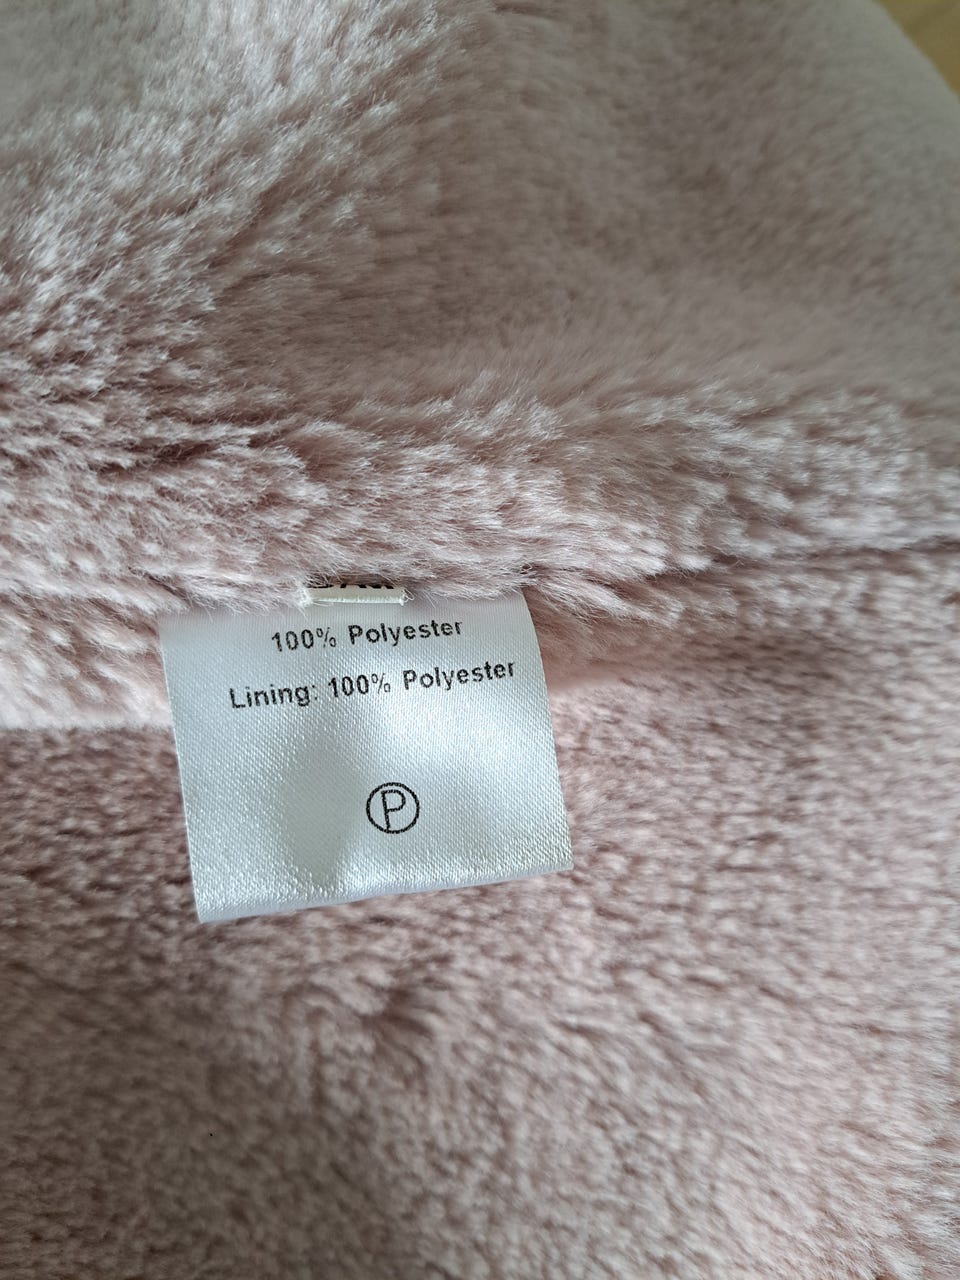 100% Polyester
Lining: 100% Polyester
P